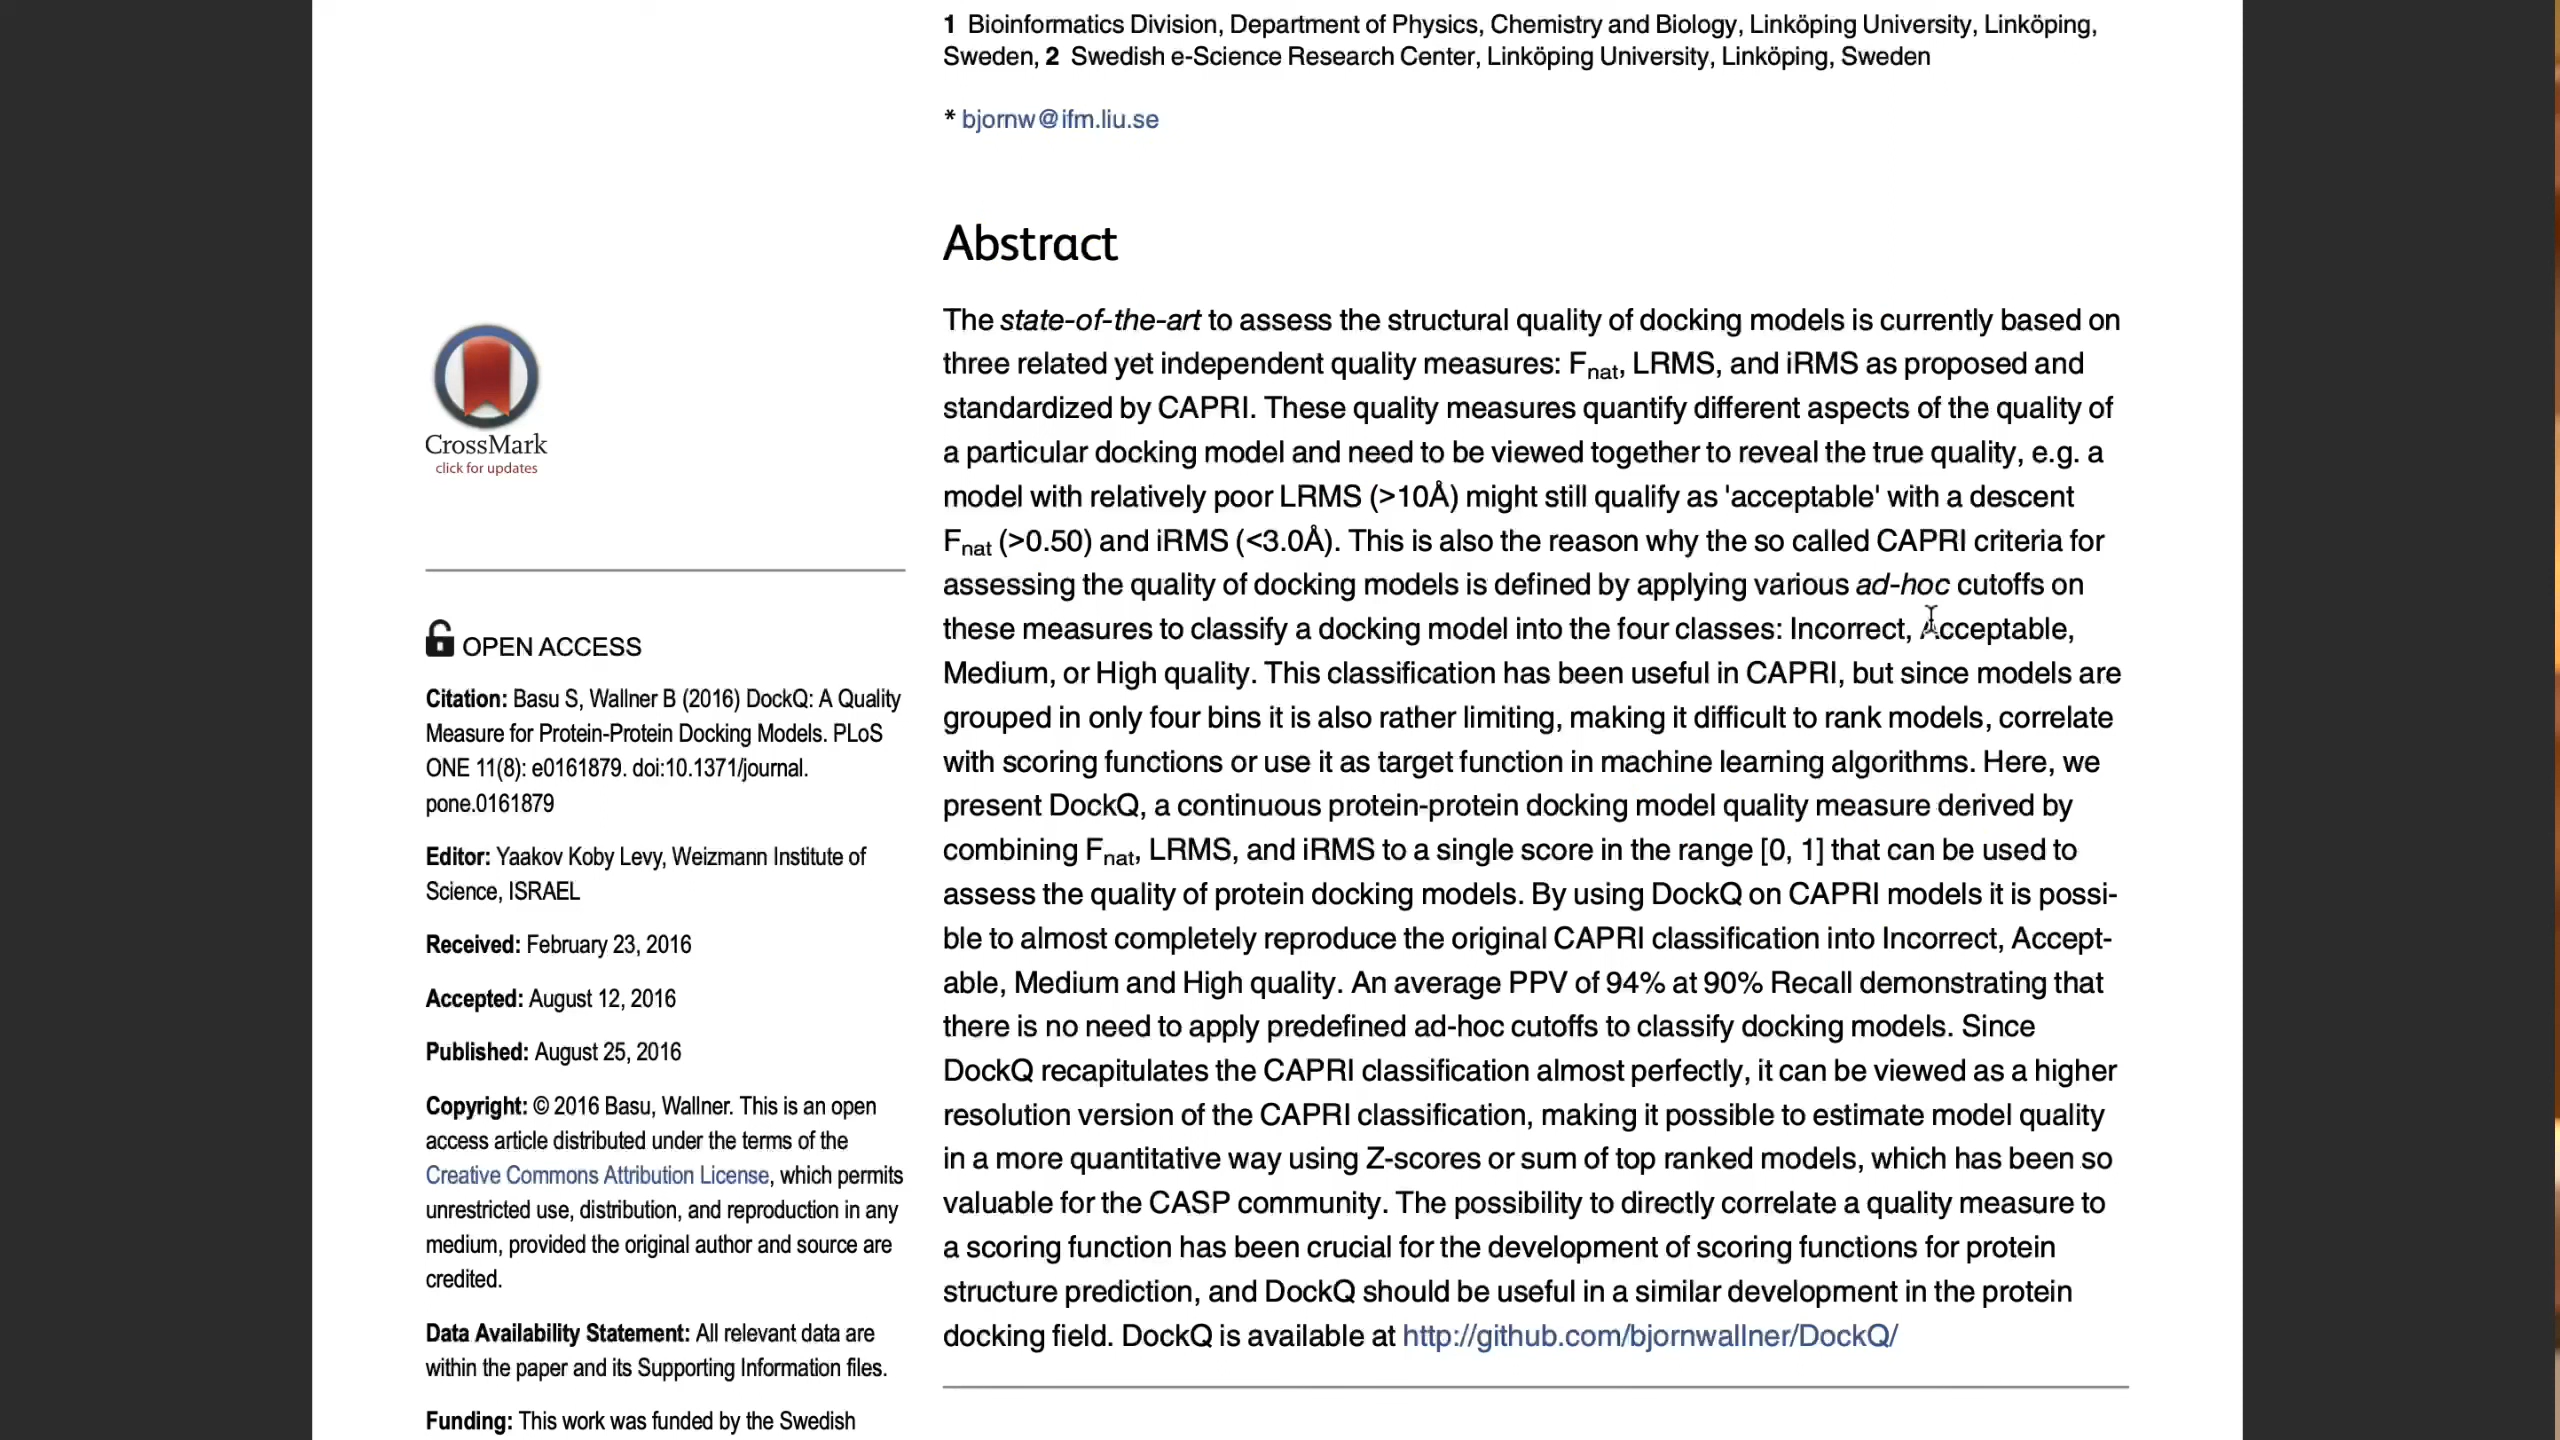 1 Bioinformatics Division, Department of Physics, Chemistry and Biology, Linköping University, Linköping,
Sweden, 2 Swedish e-Science Research Center, Linköping University, Linköping, Sweden
* bjornw@ifm.liu.se
Abstract
The state-of-the-art to assess the structural quality of docking models is currently based on
three related yet independent quality measures: Fnat, LRMS, and iRMS as proposed and
standardized by CAPRI. These quality measures quantify different aspects of the quality of
a particular docking model and need to be viewed together to reveal the true quality, e.g. a
model with relatively poor LRMS (>10Å) might still qualify as 'acceptable' with a descent
Fnat (>0.50) and iRMS (<3.0Å). This is also the reason why the so called CAPRI criteria for
assessing the quality of docking models is defined by applying various ad-hoc cutoffs on
these measures to classify a docking model into the four classes: Incorrect, Acceptable,
Medium, or High quality. This classification has been useful in CAPRI, but since models are
grouped in only four bins it is also rather limiting, making it difficult to rank models, correlate
with scoring functions or use it as target function in machine learning algorithms. Here, we
present DockQ, a continuous protein-protein docking model quality measure derived by
combining Fnat, LRMS, and iRMS to a single score in the range [0, 1] that can be used to
assess the quality of protein docking models. By using DockQ on CAPRI models it is possi-
ble to almost completely reproduce the original CAPRI classification into Incorrect, Accept-
able, Medium and High quality. An average PPV of 94% at 90% Recall demonstrating that
there is no need to apply predefined ad-hoc cutoffs to classify docking models. Since
DockQ recapitulates the CAPRI classification almost perfectly, it can be viewed as a higher
resolution version of the CAPRI classification, making it possible to estimate model quality
in a more quantitative way using Z-scores or sum of top ranked models, which has been so
valuable for the CASP community. The possibility to directly correlate a quality measure to
a scoring function has been crucial for the development of scoring functions for protein
structure prediction, and DockQ should be useful in a similar development in the protein
docking field. DockQ is available at http://github.com/bjornwallner/DockQ/
CrossMark
click for updates
OPEN ACCESS
Citation: Basu S, Wallner B (2016) DockQ: A Quality
Measure for Protein-Protein Docking Models. PLoS
ONE 11(8): e0161879. doi:10.1371/journal.
pone.0161879
Editor: Yaakov Koby Levy, Weizmann Institute of
Science, ISRAEL
Received: February 23, 2016
Accepted: August 12, 2016
Published: August 25, 2016
Copyright: © 2016 Basu, Wallner. This is an open
access article distributed under the terms of the
Creative Commons Attribution License, which permits
unrestricted use, distribution, and reproduction in any
medium, provided the original author and source are
credited.
Data Availability Statement: All relevant data are
within the paper and its Supporting Information files.
Funding: This work was funded by the Swedish